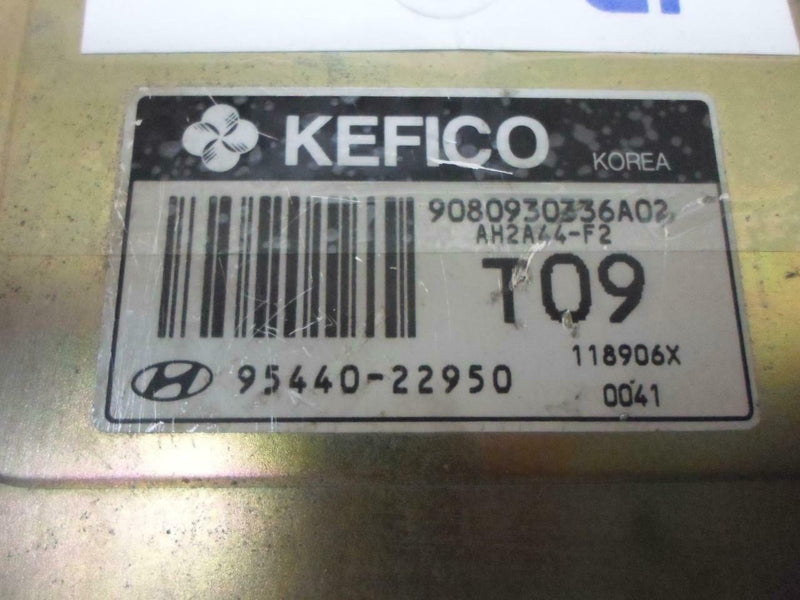 KEFICO KOREA
9080930336A02
AH2A44-F2
T09
118906X
95440-22950
0041